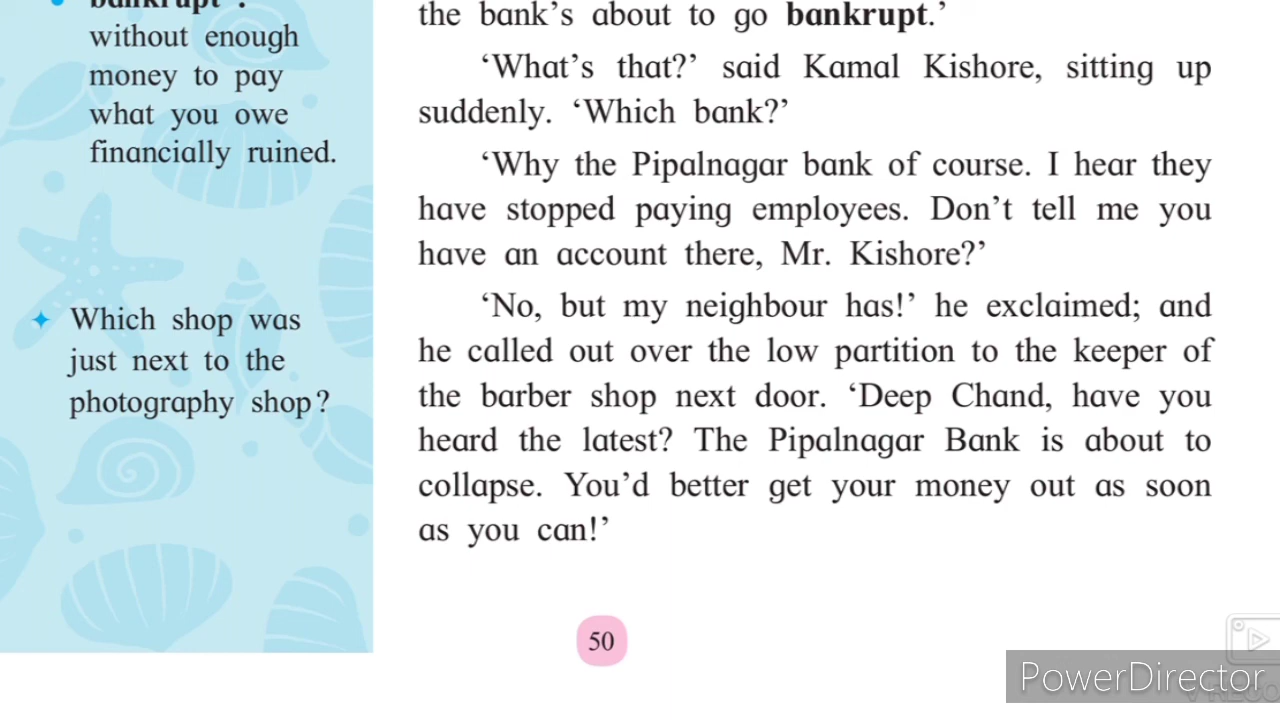 bankrupt :
without enough
money to pay
what you owe
financially ruined.
Which shop was
just next to the
photography shop?
the bank’s about to go bankrupt.’
‘What’s that?’ said Kamal Kishore, sitting up
suddenly. ‘Which bank?’
‘Why the Pipalnagar bank of course. I hear they
have stopped paying employees. Don’t tell me you
have an account there, Mr. Kishore?’
‘No, but my neighbour has!’ he exclaimed; and
he called out over the low partition to the keeper of
the barber shop next door. ‘Deep Chand, have you
heard the latest? The Pipalnagar Bank is about to
collapse. You’d better get your money out as soon
as you can!’
50
PowerDirector